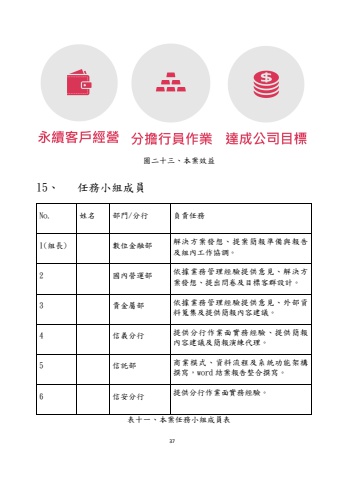 永續客戶經營 分擔行員作業 達成公司目標
圖二十三、本案效益
15、 任務小組成員
No. 姓名 部門/分行 負責任務
1(組長) 數位金融部 解決方案發想、提案簡報準備與報告
及組內工作協調。
2 國內營運部 依據業務管理經驗提供意見、解決方
案發想、提出問卷及目標客群設計。
3 貴金屬部 依據業務管理經驗提供意見、外部資
料蒐集及提供簡報內容建議。
4 信義分行 提供分行作業面實務經驗、提供簡報
內容建議及簡報演練代理。
5 信託部 商業模式、資料流程及系統功能架構
撰寫，word 結案報告整合撰寫。
6 信安分行 提供分行作業面實務經驗。
表十一、本案任務小組成員表
37